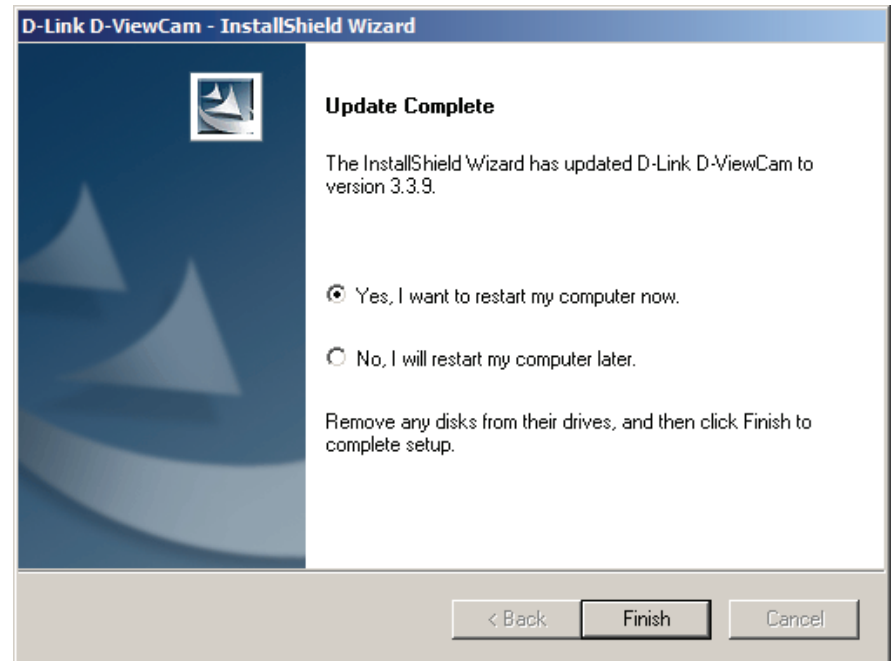 D-Link D-ViewCam - InstallShield Wizard
Update Complete
The InstallShield Wizard has updated D-Link D-ViewCam to
version 3.3.9.
Yes, I want to restart my computer now.
No, I will restart my computer later.
Remove any disks from their drives, and then click Finish to
complete setup.
< Back Finish Cancel